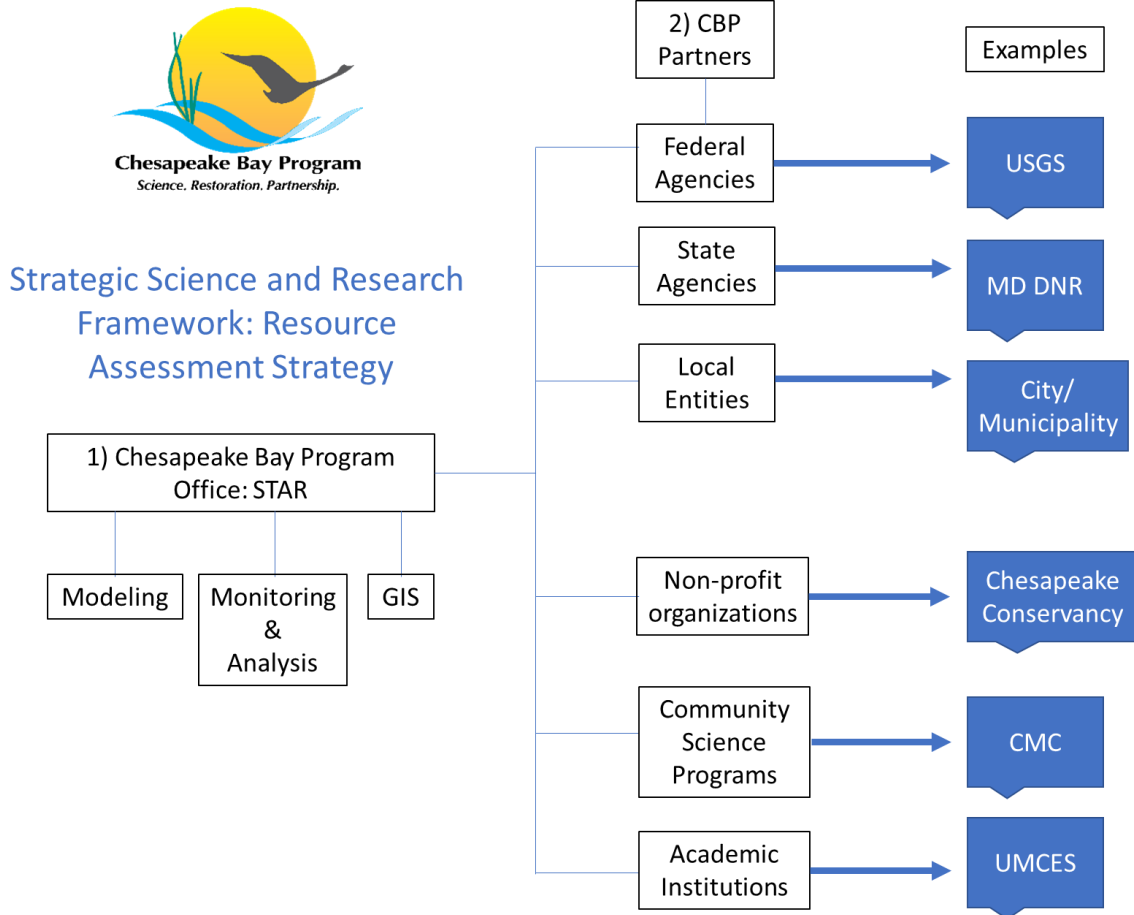 Chesapeake Bay Program
Science. Restoration. Partnership.
Strategic Science and Research
Framework: Resource
Assessment Strategy
1) Chesapeake Bay Program
Office: STAR
Modeling
Monitoring
&
Analysis
GIS
2) CBP
Partners
Examples
Federal
Agencies
USGS
State
Agencies
MD DNR
Local
Entities
City/
Municipality
Non-profit
organizations
Chesapeake
Conservancy
Community
Science
Programs
CMC
Academic
Institutions
UMCES